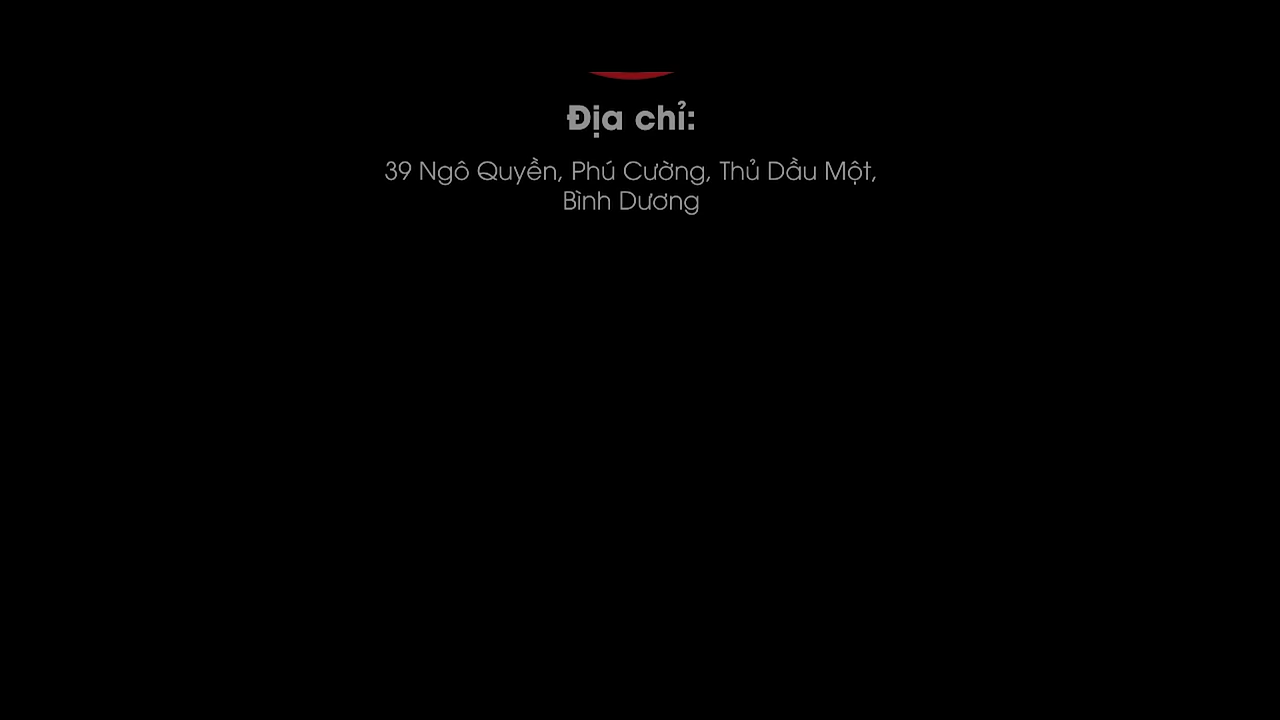 Địa chỉ:
39 Ngô Quyền, Phú Cường, Thủ Dầu Một,
Bình Dương